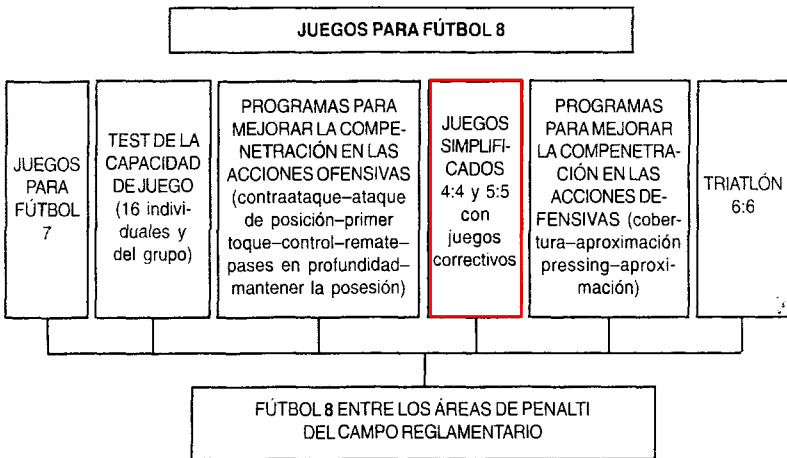 JUEGOS PARA FÚTBOL 8
JUEGOS
PARA
FÚTBOL
7
TEST DE LA
CAPACIDAD
DE JUEGO
(16 indivi-
duales y
del grupo)
PROGRAMAS PARA
MEJORAR LA COMPE-
NETRACIÓN EN LAS
ACCIONES OFENSIVAS
(contraataque–ataque
de posición–primer
toque–control–remate–
pases en profundidad–
mantener la posesión)
JUEGOS
SIMPLIFI-
CADOS
4:4 y 5:5
con
juegos
correctivos
PROGRAMAS
PARA MEJORAR
LA COMPENETRA-
CIÓN EN LAS
ACCIONES DE-
FENSIVAS (cober-
tura–aproximación
pressing–aproxi-
mación)
TRIATLÓN
6:6
FÚTBOL 8 ENTRE LOS ÁREAS DE PENALTI
DEL CAMPO REGLAMENTARIO